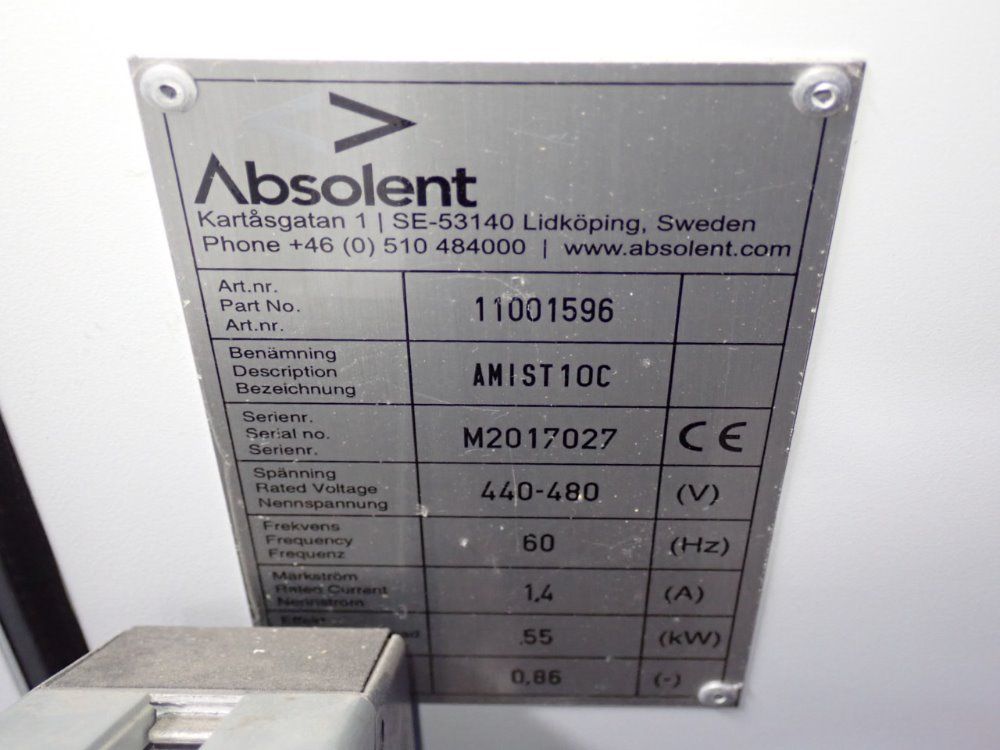 Absolent
Kartåsgatan 1 | SE-53140 Lidköping, Sweden
Phone +46 (0) 510 484000 | www.absolent.com
Art.nr.
Part No.
Art.nr.
11001596
Benämning
Description
Bezeichnung
AMIST10C
Serienr.
Serial no.
Serienr.
M2017027
CE
Spänning
Rated Voltage
Nennspannung
440-480
(V)
Frekvens
Frequency
Frequenz
60
(Hz)
Märkström
Rated Current
Nennstrom
1,4
(A)
Effekt
.55
(kW)
0,86
(-)